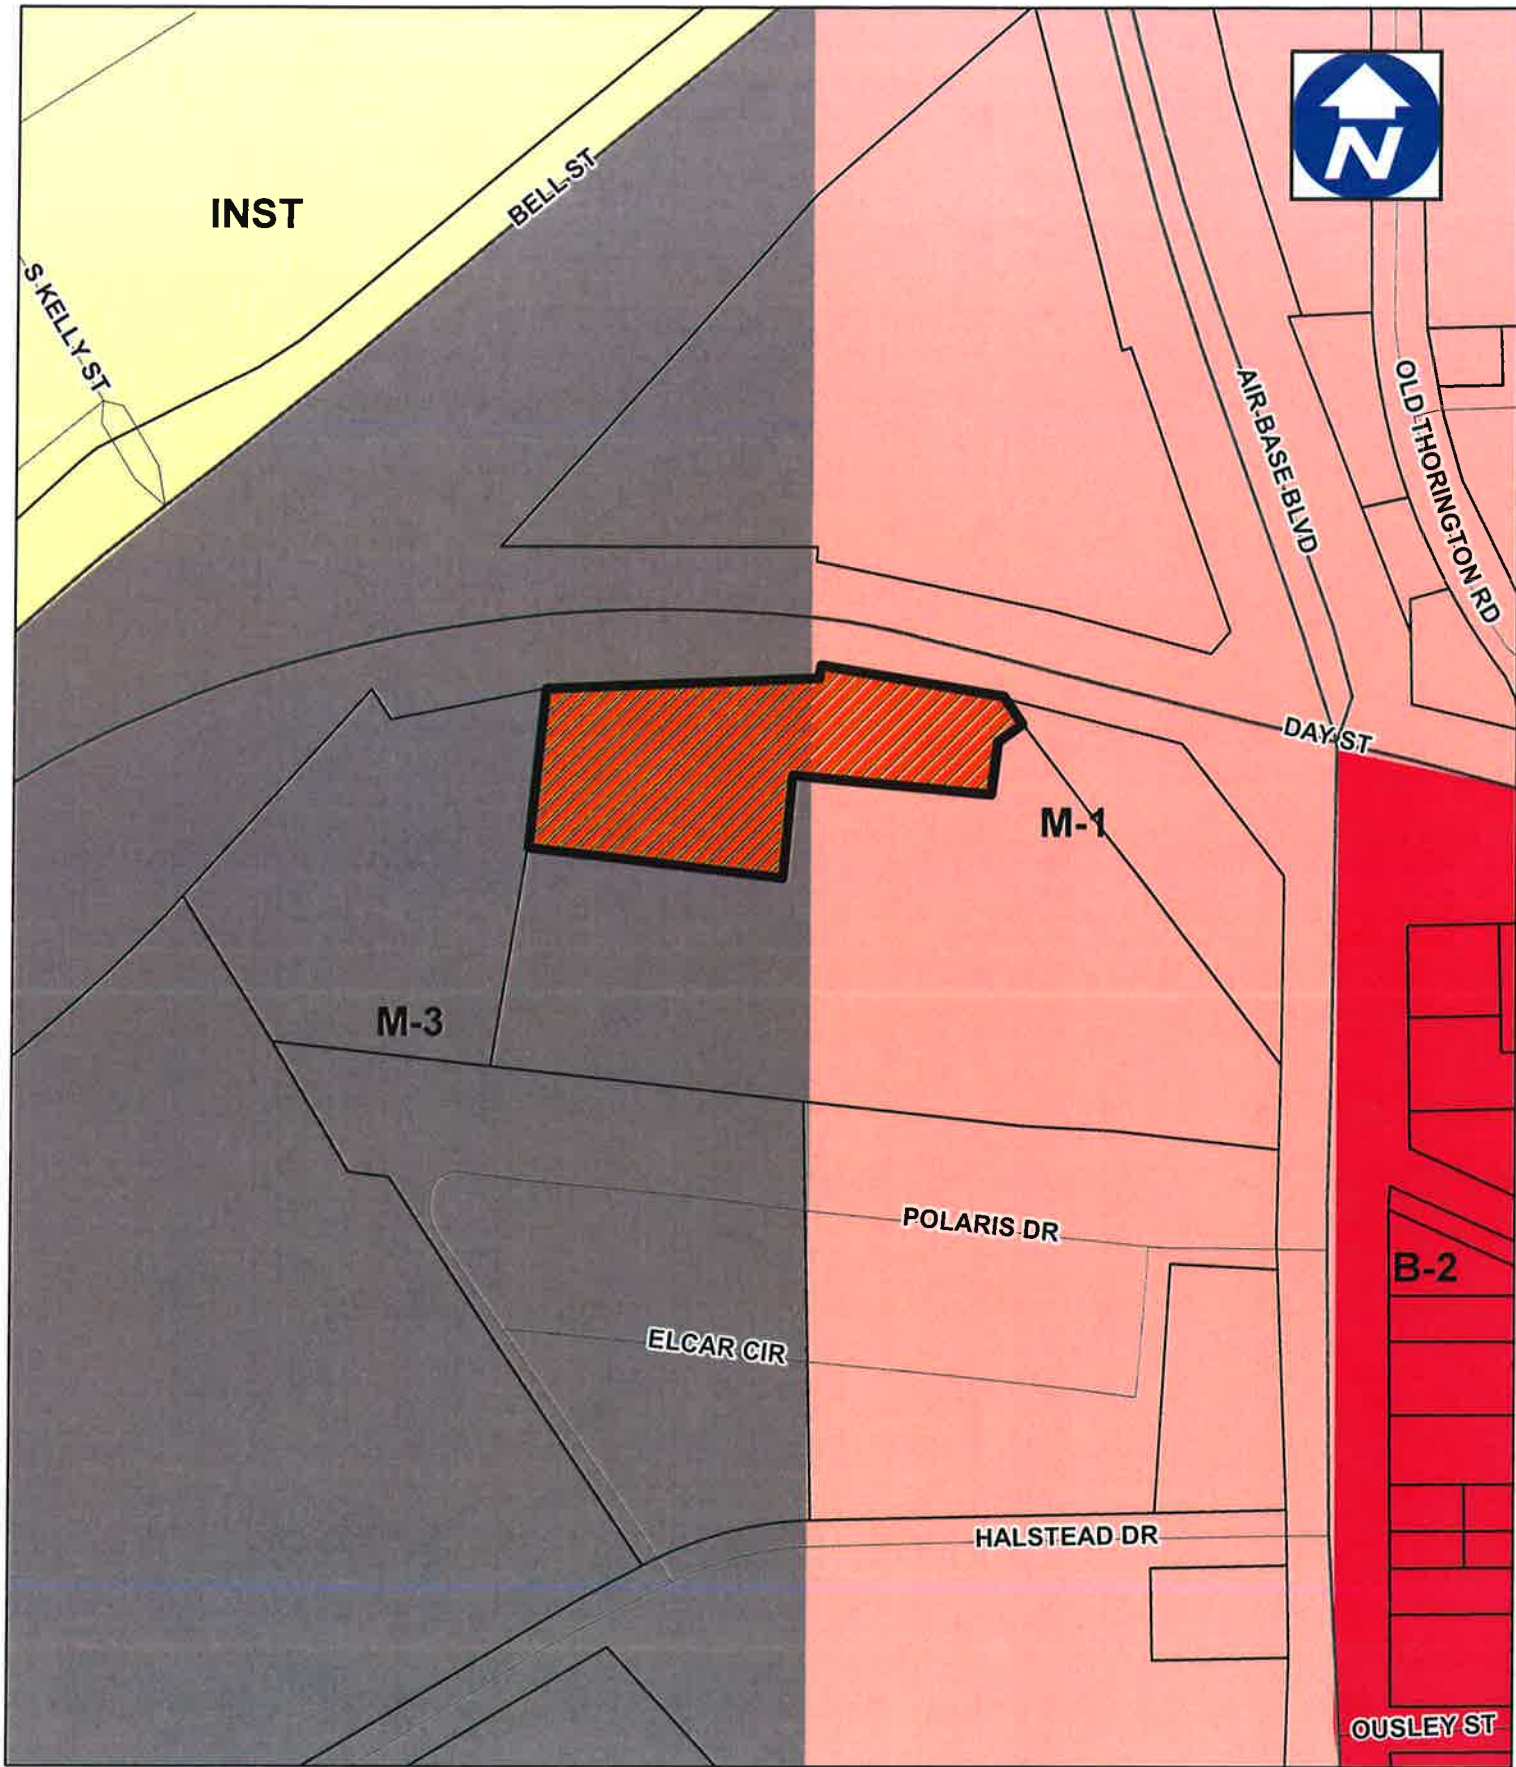 N
INST
BELL ST
S KELLY ST
AIR BASE BLVD
OLD THORINGTON RD
DAY ST
M-1
M-3
POLARIS DR
B-2
ELCAR CIR
HALSTEAD DR
OUSLEY ST